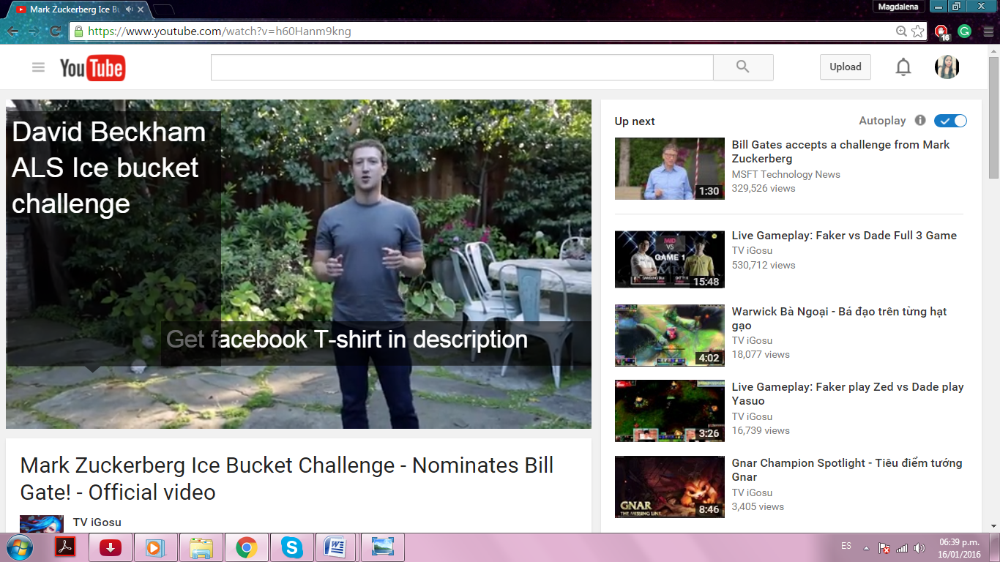 Mark Zuckerberg Ice Bu
Magdalena
https://www.youtube.com/watch?v=h60Hanm9kng
16
YouTube
Upload
David Beckham
ALS Ice bucket
challenge
Get facebook T-shirt in description
Mark Zuckerberg Ice Bucket Challenge - Nominates Bill
Gate! - Official video
TV iGosu
Up next
Autoplay
1:30
Bill Gates accepts a challenge from Mark
Zuckerberg
MSFT Technology News
329,526 views
VS
GAME 1
15:48
Live Gameplay: Faker vs Dade Full 3 Game
TV iGosu
530,712 views
4:02
Warwick Bà Ngoại - Bá đạo trên từng hạt
gạo
TV iGosu
18,077 views
3:26
Live Gameplay: Faker play Zed vs Dade play
Yasuo
TV iGosu
16,739 views
GNAR
THE MISSING LINK
8:46
Gnar Champion Spotlight - Tiêu điểm tướng
Gnar
TV iGosu
3,405 views
ES
06:39 p.m.
16/01/2016